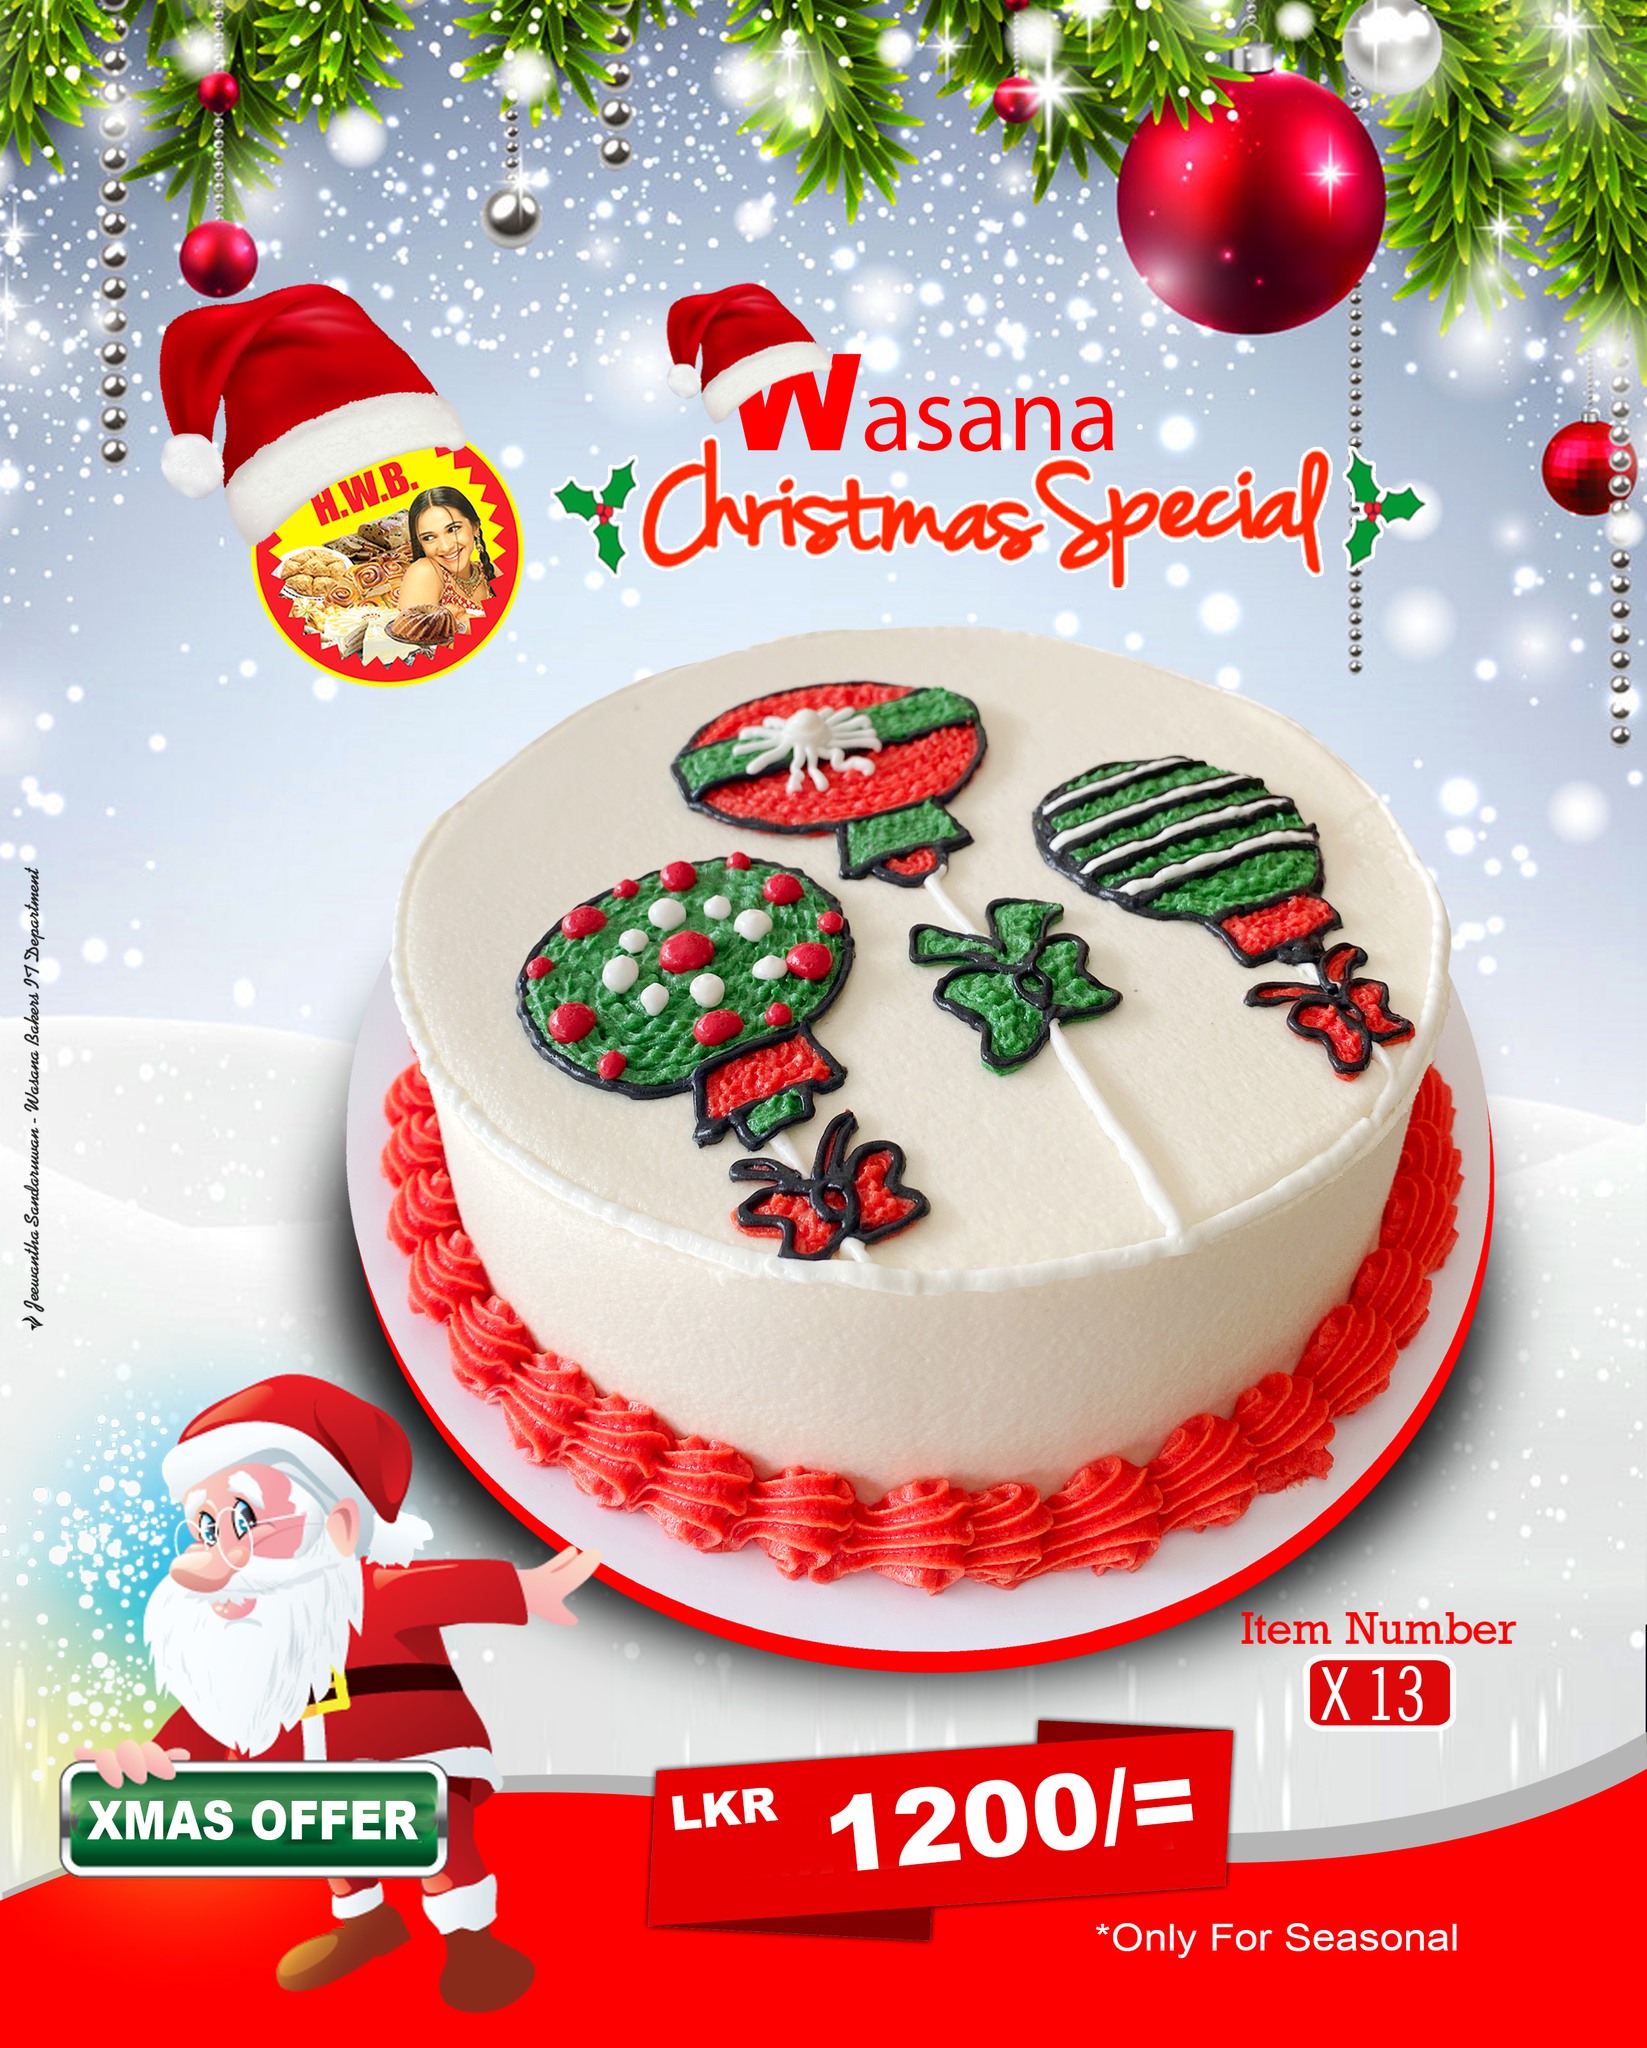 H.W.B.
Wasana
Christmas Special
Jeewantha Sandaruwan - Wasana Bakers IT Department
Item Number
X 13
XMAS OFFER
LKR 1200/=
*Only For Seasonal